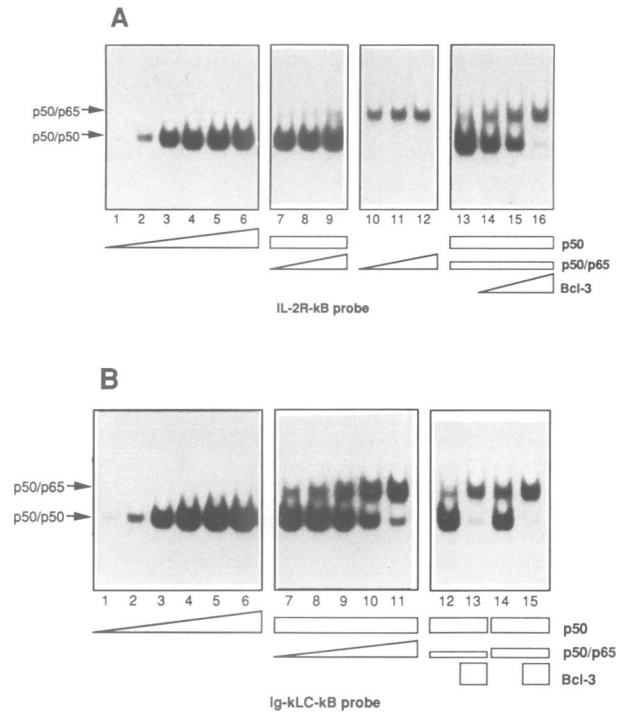 A
p50/p65
p50/p50
1 2 3 4 5 6 7 8 9 10 11 12 13 14 15 16
p50
p50/p65
Bcl-3
IL-2R-kB probe
B
p50/p65
p50/p50
1 2 3 4 5 6 7 8 9 10 11 12 13 14 15
p50
p50/p65
Bcl-3
Ig-kLC-kB probe